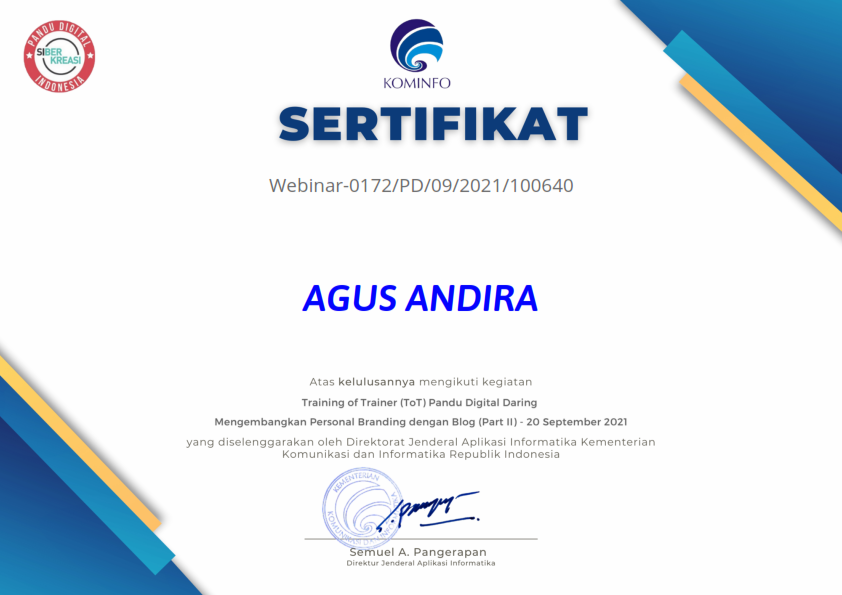 PANDU DIGITAL
SIBER
KREASI
INDONESIA
KOMINFO
SERTIFIKAT
Webinar-0172/PD/09/2021/100640
AGUS ANDIRA
Atas kelulusannya mengikuti kegiatan
Training of Trainer (ToT) Pandu Digital Daring
Mengembangkan Personal Branding dengan Blog (Part II) - 20 September 2021
yang diselenggarakan oleh Direktorat Jenderal Aplikasi Informatika Kementerian
Komunikasi dan Informatika Republik Indonesia
KEMENTERIAN
Semuel A. Pangerapan
Direktur Jenderal Aplikasi Informatika